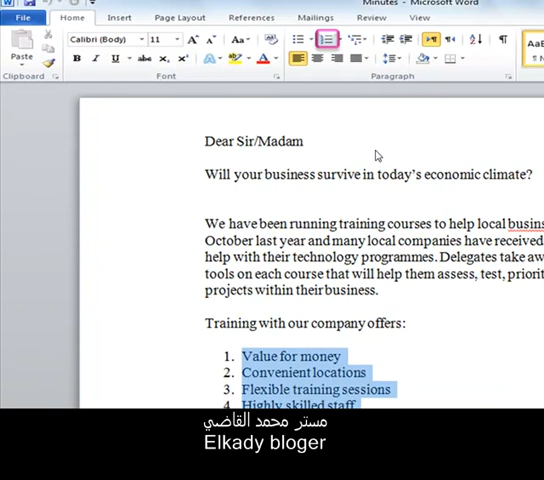 Minutes - Microsoft Word
File Home Insert Page Layout References Mailings Review View
Calibri (Body) 11
Paste
Clipboard Font Paragraph
Dear Sir/Madam
Will your business survive in today's economic climate?
We have been running training courses to help local
October last year and many local companies have received
help with their technology programmes. Delegates take
tools on each course that will help them assess, test,
projects within their business.
Training with our company offers:
1. Value for money
2. Convenient locations
3. Flexible training sessions
4. Highly skilled staff
مستر محمد القاضي
Elkady bloger